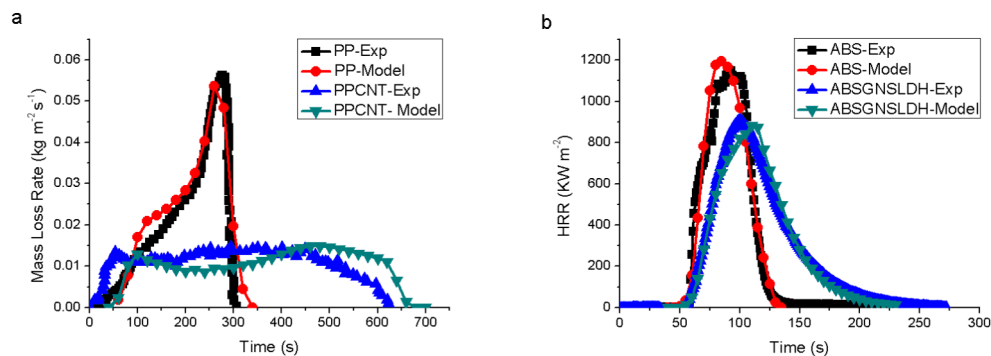 a
Mass Loss Rate (kg m⁻² s⁻¹)
0.06
0.05
0.04
0.03
0.02
0.01
0.00
PP-Exp
PP-Model
PPCNT-Exp
PPCNT- Model
0 100 200 300 400 500 600 700
Time (s)
b
HRR (KW m⁻²)
1200
1000
800
600
400
200
0
ABS-Exp
ABS-Model
ABSGNSLDH-Exp
ABSGNSLDH-Model
0 50 100 150 200 250 300
Time (s)